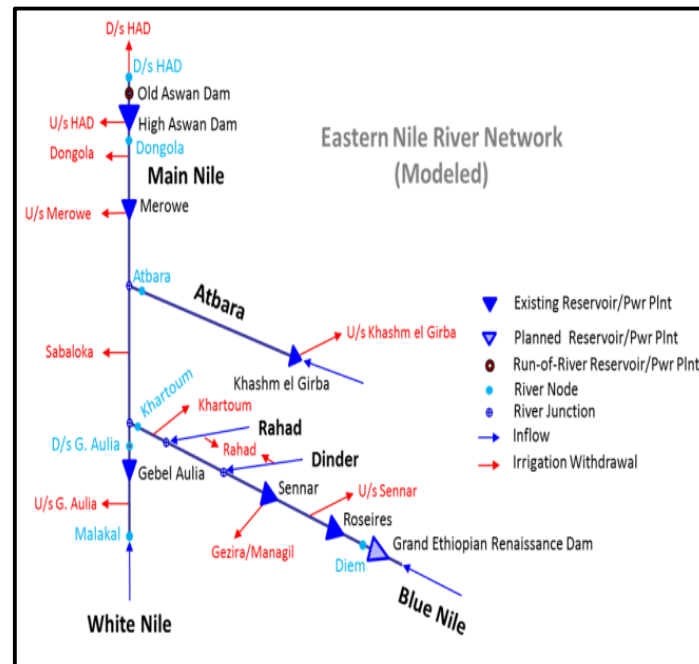 D/s HAD
D/s HAD
Old Aswan Dam
U/s HAD
High Aswan Dam
Dongola
Dongola
Eastern Nile River Network
(Modeled)
Main Nile
U/s Merowe
Merowe
Atbara
Atbara
Sabaloka
U/s Khashm el Girba
Khashm el Girba
Existing Reservoir/Pwr Plnt
Planned Reservoir/Pwr Plnt
Run-of-River Reservoir/Pwr Plnt
River Node
River Junction
Inflow
Irrigation Withdrawal
Khartoum
Khartoum
Rahad
Rahad
Dinder
D/s G. Aulia
Gebel Aulia
U/s G. Aulia
Malakal
White Nile
Sennar
U/s Sennar
Gezira/Managil
Roseires
Diem
Grand Ethiopian Renaissance Dam
Blue Nile